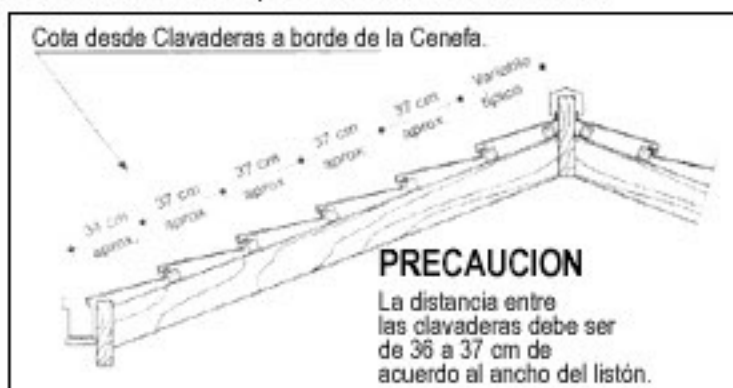 Cota desde Clavaderas a borde de la Cenefa.
Variable
típico
37 cm
aprox
37 cm
aprox
37 cm
aprox
37 cm
aprox
34 cm
aprox.
PRECAUCION
La distancia entre
las clavaderas debe ser
de 36 a 37 cm de
acuerdo al ancho del listón.